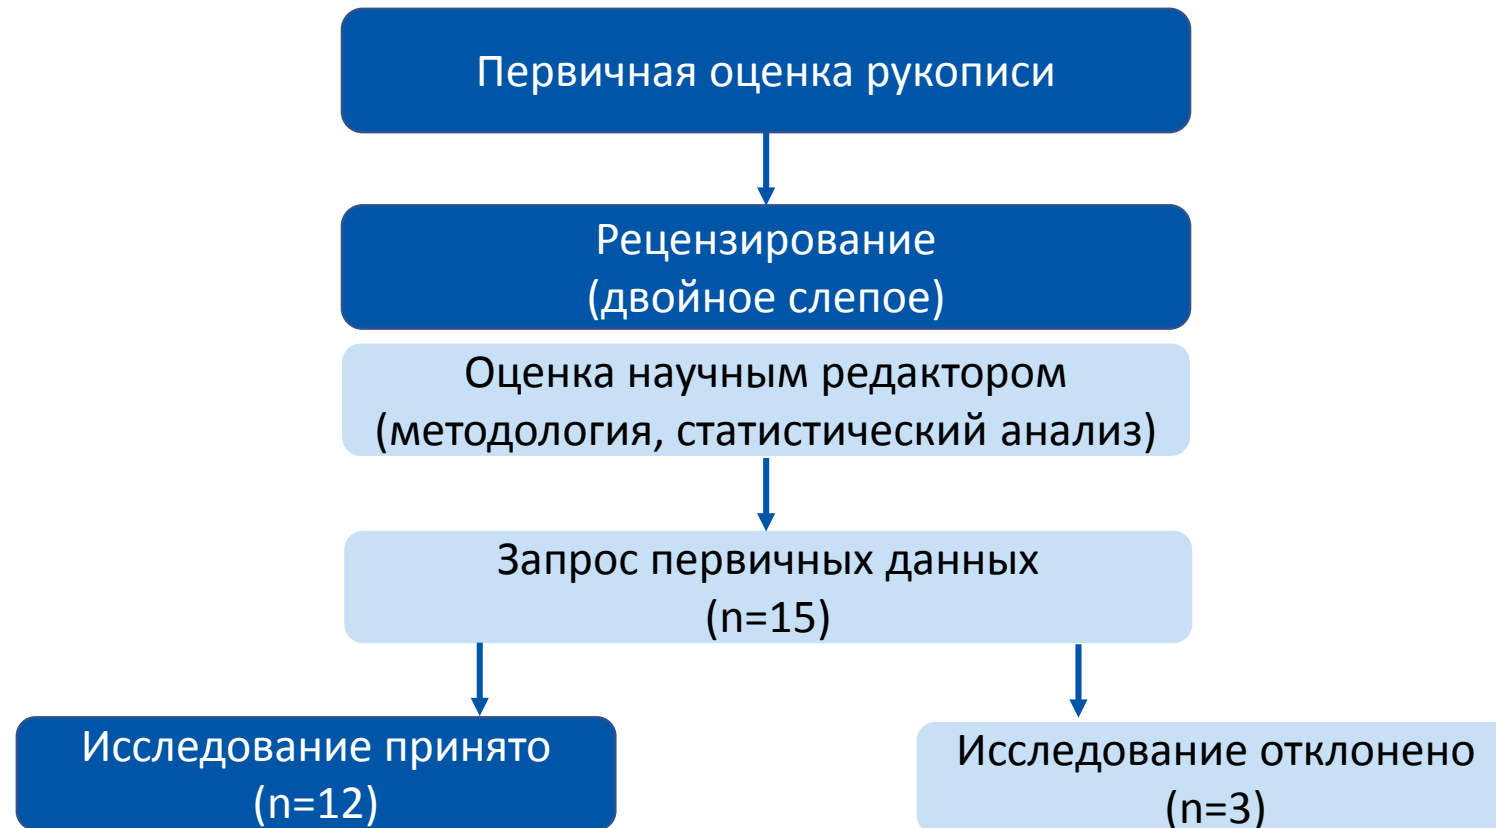 Первичная оценка рукописи
Рецензирование
(двойное слепое)
Оценка научным редактором
(методология, статистический анализ)
Запрос первичных данных
(n=15)
Исследование принято
(n=12)
Исследование отклонено
(n=3)